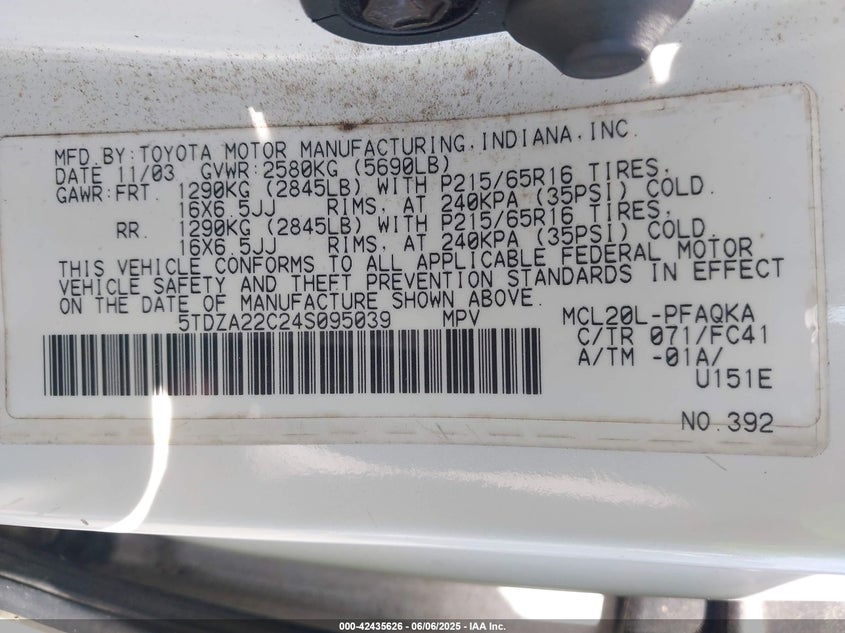 MFD.BY:TOYOTA MOTOR MANUFACTURING,INDIANA,INC.
DATE 11/03 GVWR:2580KG (5690LB)
GAWR:FRT. 1290KG (2845LB) WITH P215/65R16 TIRES,
16X6.5JJ RIMS, AT 240KPA (35PSI) COLD.
RR. 1290KG (2845LB) WITH P215/65R16 TIRES,
16X6.5JJ RIMS, AT 240KPA (35PSI) COLD.
THIS VEHICLE CONFORMS TO ALL APPLICABLE FEDERAL MOTOR
VEHICLE SAFETY AND THEFT PREVENTION STANDARDS IN EFFECT
ON THE DATE OF MANUFACTURE SHOWN ABOVE.
5TDZA22C24S095039 MPV MCL20L-PFAQKA
C/TR 071/FC41
A/TM -01A/
U151E
NO.392
000-42435626 - 06/06/2025 - IAA Inc.